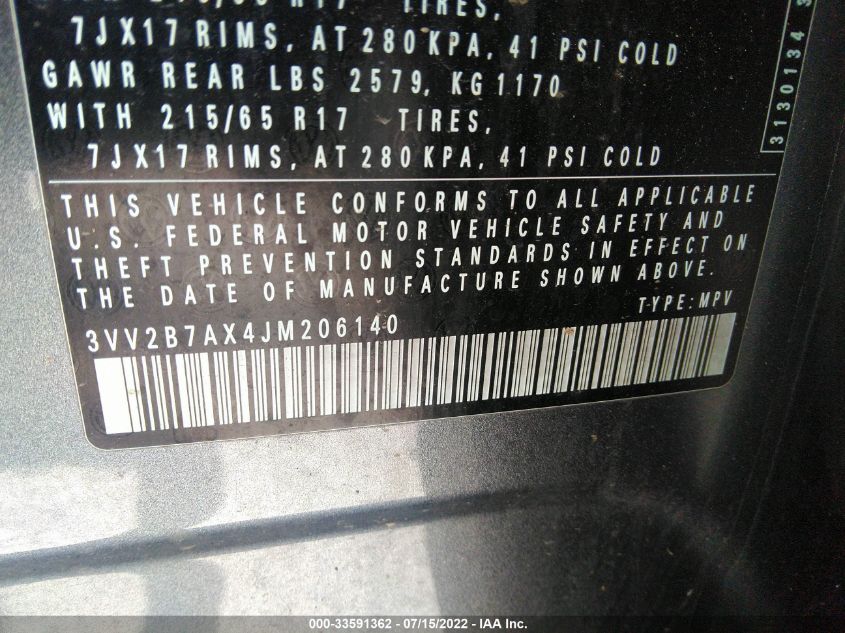 R17 TIRES,
7JX17 RIMS, AT 280 KPA, 41 PSI COLD
GAWR REAR LBS 2579, KG 1170
WITH 215/65 R17 TIRES,
7JX17 RIMS, AT 280 KPA, 41 PSI COLD
3130134
THIS VEHICLE CONFORMS TO ALL APPLICABLE
U.S. FEDERAL MOTOR VEHICLE SAFETY AND
THEFT PREVENTION STANDARDS IN EFFECT ON
THE DATE OF MANUFACTURE SHOWN ABOVE.
TYPE: MPV
3VV2B7AX4JM206140
000-33591362 - 07/15/2022 - IAA Inc.